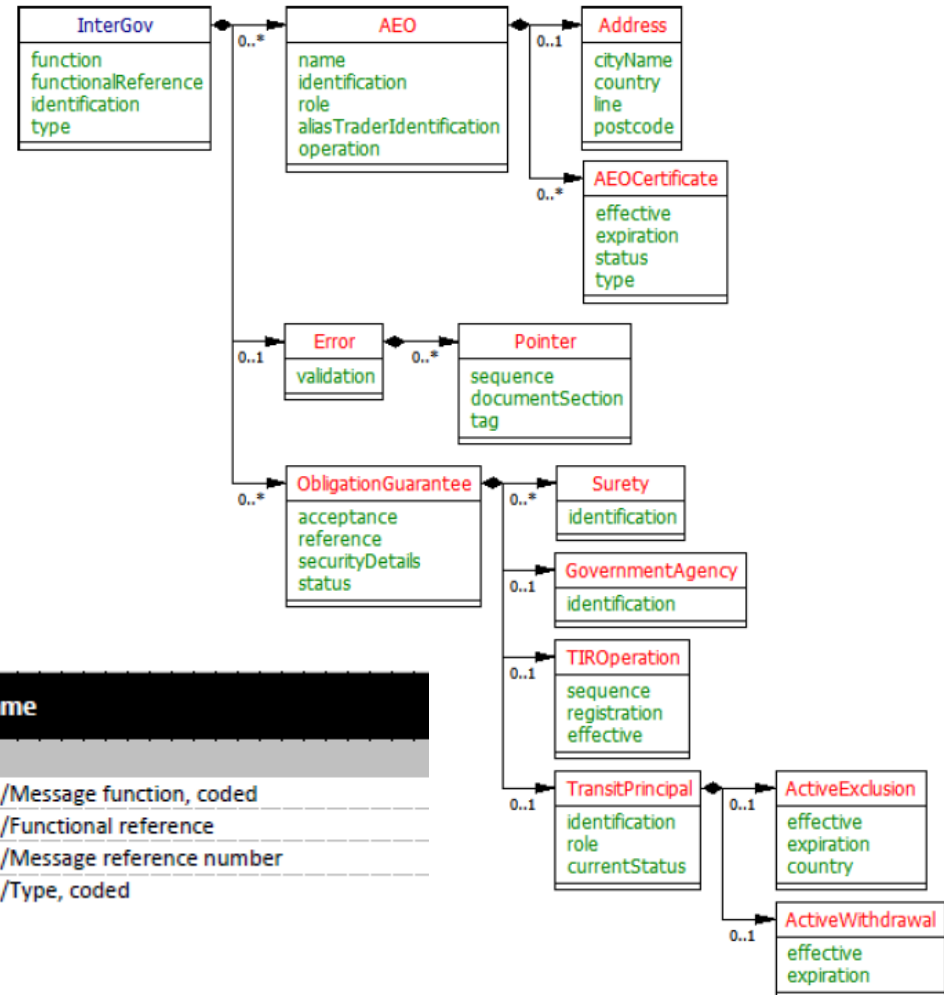 InterGov
function
functionalReference
identification
type
0..*
AEO
name
identification
role
aliasTraderIdentification
operation
0..1
Address
cityName
country
line
postcode
0..*
AEOCertificate
effective
expiration
status
type
0..1
Error
validation
0..*
Pointer
sequence
documentSection
tag
0..*
ObligationGuarantee
acceptance
reference
securityDetails
status
0..*
Surety
identification
0..1
GovernmentAgency
identification
0..1
TIROperation
sequence
registration
effective
0..1
TransitPrincipal
identification
role
currentStatus
0..1
ActiveExclusion
effective
expiration
country
0..1
ActiveWithdrawal
effective
expiration
me
/Message function, coded
/Functional reference
/Message reference number
/Type, coded